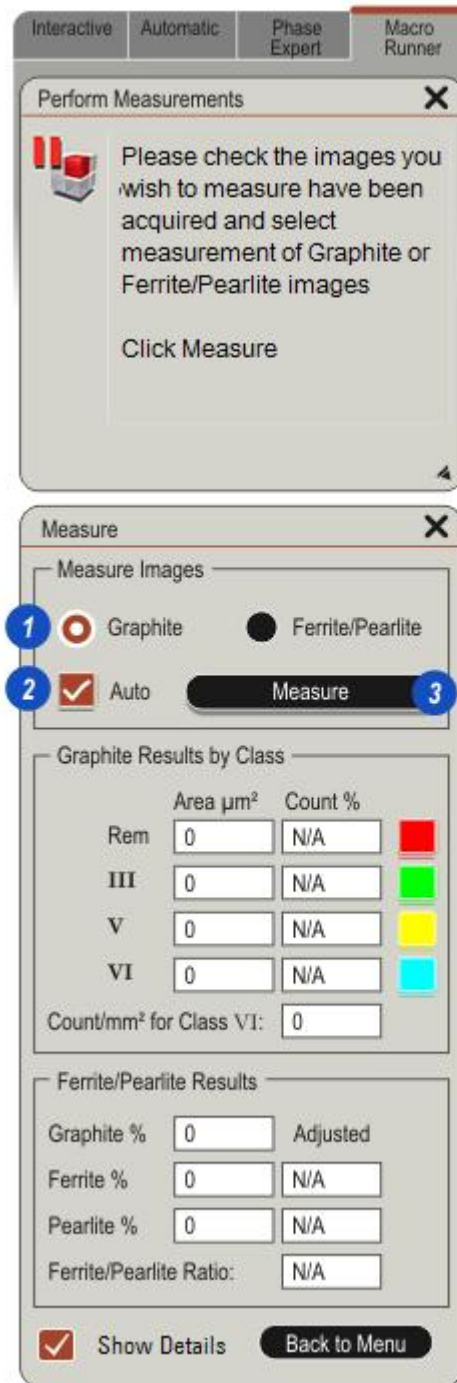 Interactive Automatic Phase Expert Macro Runner
Perform Measurements
Please check the images you
wish to measure have been
acquired and select
measurement of Graphite or
Ferrite/Pearlite images
Click Measure
Measure
Measure Images
1 Graphite Ferrite/Pearlite
2 Auto Measure 3
Graphite Results by Class
Area µm² Count %
Rem 0 N/A
III 0 N/A
V 0 N/A
VI 0 N/A
Count/mm² for Class VI: 0
Ferrite/Pearlite Results
Graphite % 0 Adjusted
Ferrite % 0 N/A
Pearlite % 0 N/A
Ferrite/Pearlite Ratio: N/A
Show Details Back to Menu